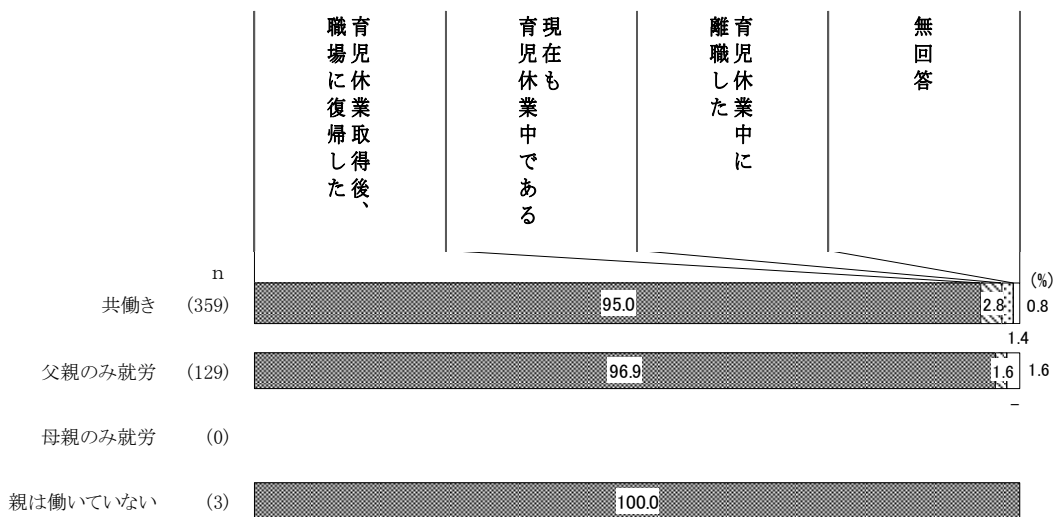 育児休業取得後、
職場に復帰した
現在も
育児休業中である
育児休業中に
離職した
無回答
n
(%)
共働き (359) 95.0 2.8 0.8
1.4
父親のみ就労 (129) 96.9 1.6 1.6
–
母親のみ就労 (0)
親は働いていない (3) 100.0